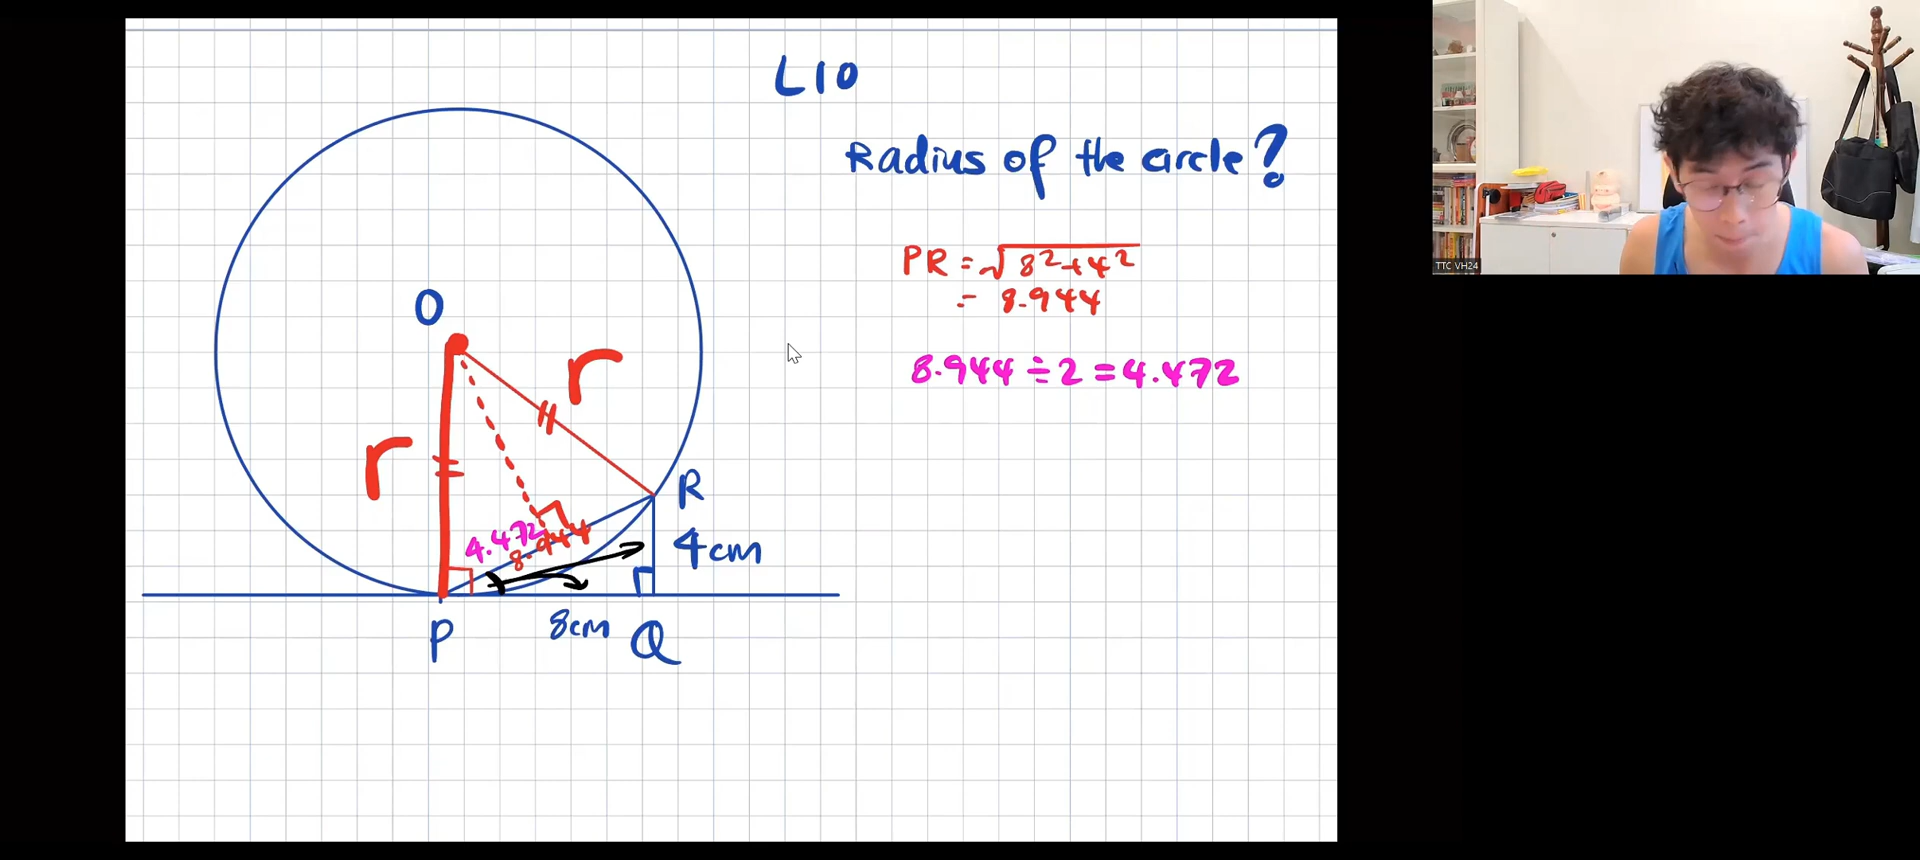 L10
Radius of the circle?
PR = √8²+4²
= 8.944
O
8.944 ÷ 2 = 4.472
r
r
R
4.472
8.944
4cm
P
8cm
Q
TTC VH24